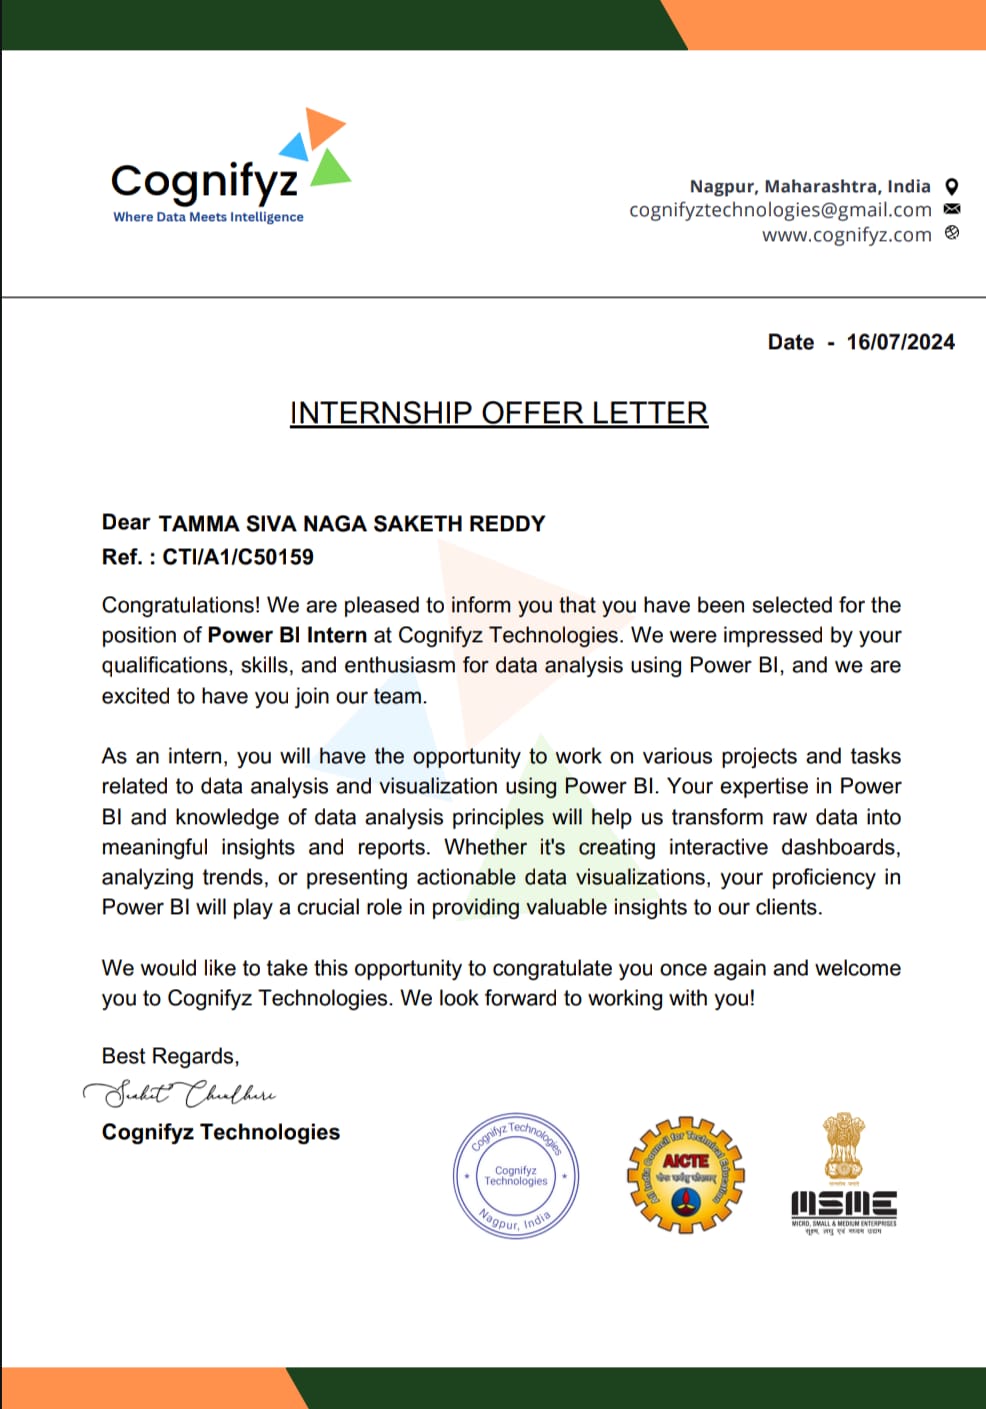 Cognifyz
Where Data Meets Intelligence
Nagpur, Maharashtra, India
cognifyztechnologies@gmail.com
www.cognifyz.com
Date - 16/07/2024
INTERNSHIP OFFER LETTER
Dear TAMMA SIVA NAGA SAKETH REDDY
Ref. : CTI/A1/C50159
Congratulations! We are pleased to inform you that you have been selected for the
position of Power BI Intern at Cognifyz Technologies. We were impressed by your
qualifications, skills, and enthusiasm for data analysis using Power BI, and we are
excited to have you join our team.
As an intern, you will have the opportunity to work on various projects and tasks
related to data analysis and visualization using Power BI. Your expertise in Power
BI and knowledge of data analysis principles will help us transform raw data into
meaningful insights and reports. Whether it's creating interactive dashboards,
analyzing trends, or presenting actionable data visualizations, your proficiency in
Power BI will play a crucial role in providing valuable insights to our clients.
We would like to take this opportunity to congratulate you once again and welcome
you to Cognifyz Technologies. We look forward to working with you!
Best Regards,
Cognifyz Technologies
Cognifyz Technologies
Cognifyz
Technologies
Nagpur, India
All India Council for Technical Education
AICTE
MSME
MICRO, SMALL & MEDIUM ENTERPRISES
सूक्ष्म, लघु एवं मध्यम उद्यम